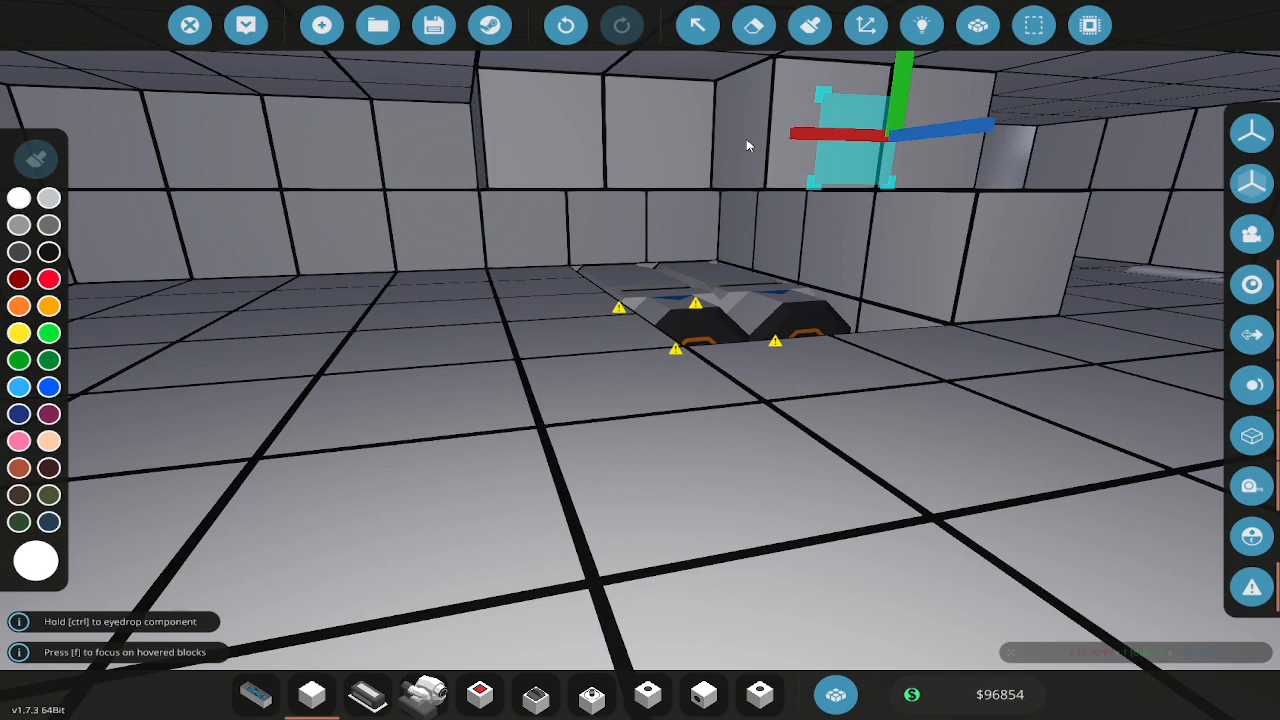 Hold [ctrl] to eyedrop component
Press [f] to focus on hovered blocks
$96854
v1.7.3 64Bit